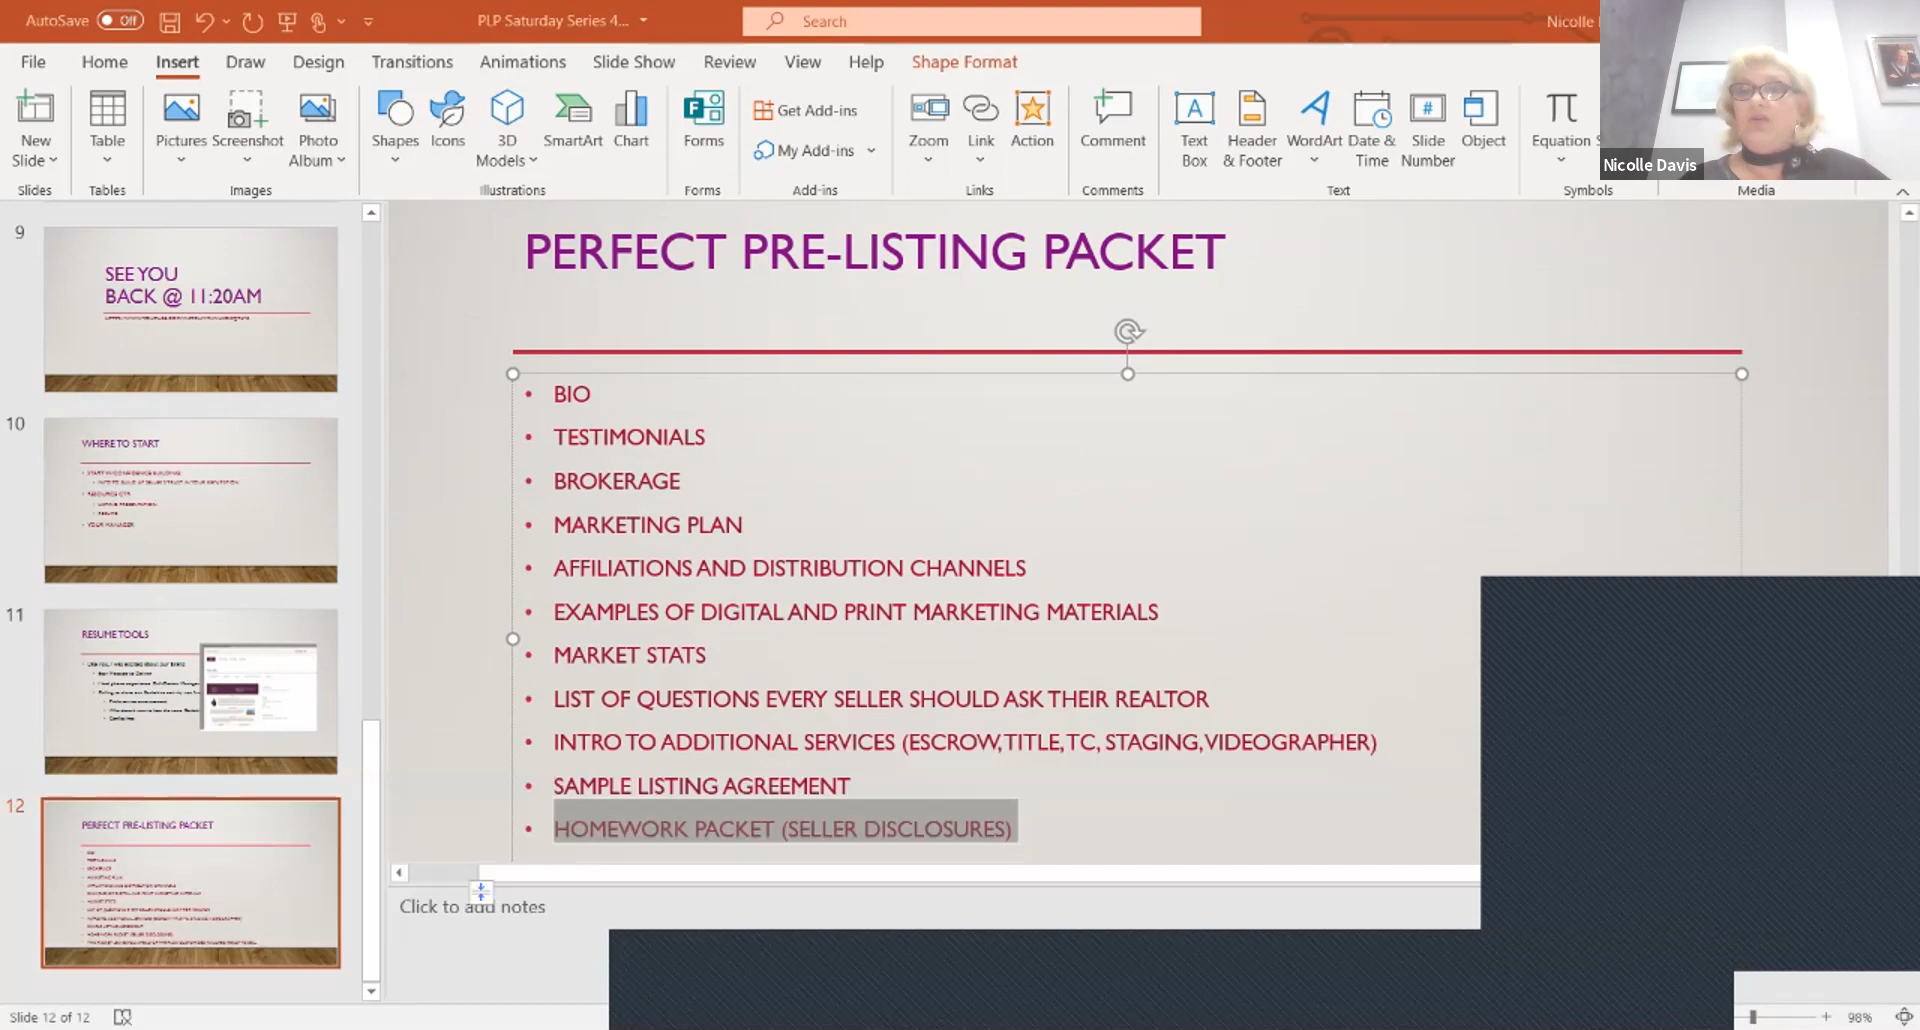 AutoSave Off PLP Saturday Series 4... Search Nicolle
File Home Insert Draw Design Transitions Animations Slide Show Review View Help Shape Format
New Slide Table Pictures Screenshot Photo Album Shapes Icons 3D Models SmartArt Chart Forms Get Add-ins My Add-ins Zoom Link Action Comment Text Box Header & Footer WordArt Date & Time Slide Number Object Equation
Slides Tables Images Illustrations Forms Add-ins Links Comments Text Symbols Media
Nicolle Davis
9
SEE YOU
BACK @ 11:20AM
10
WHERE TO START
YOUR MANAGER
11
RESUME TOOLS
12
PERFECT PRE-LISTING PACKET
PERFECT PRE-LISTING PACKET
• BIO
• TESTIMONIALS
• BROKERAGE
• MARKETING PLAN
• AFFILIATIONS AND DISTRIBUTION CHANNELS
• EXAMPLES OF DIGITAL AND PRINT MARKETING MATERIALS
• MARKET STATS
• LIST OF QUESTIONS EVERY SELLER SHOULD ASK THEIR REALTOR
• INTRO TO ADDITIONAL SERVICES (ESCROW, TITLE, TC, STAGING, VIDEOGRAPHER)
• SAMPLE LISTING AGREEMENT
• HOMEWORK PACKET (SELLER DISCLOSURES)
Click to add notes
Slide 12 of 12
98%